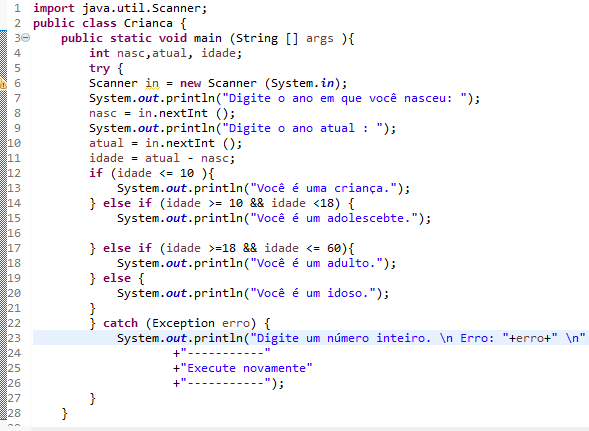 1 import java.util.Scanner;
2 public class Crianca {
3 public static void main (String [] args ){
4 int nasc,atual, idade;
5 try {
6 Scanner in = new Scanner (System.in);
7 System.out.println("Digite o ano em que você nasceu: ");
8 nasc = in.nextInt ();
9 System.out.println("Digite o ano atual : ");
10 atual = in.nextInt ();
11 idade = atual - nasc;
12 if (idade <= 10 ){
13 System.out.println("Você é uma criança.");
14 } else if (idade >= 10 && idade <18) {
15 System.out.println("Você é um adolescebte.");
16
17 } else if (idade >=18 && idade <= 60){
18 System.out.println("Você é um adulto.");
19 } else {
20 System.out.println("Você é um idoso.");
21 }
22 } catch (Exception erro) {
23 System.out.println("Digite um número inteiro. \n Erro: "+erro+" \n"
24 +"-----------"
25 +"Execute novamente"
26 +"-----------");
27 }
28 }